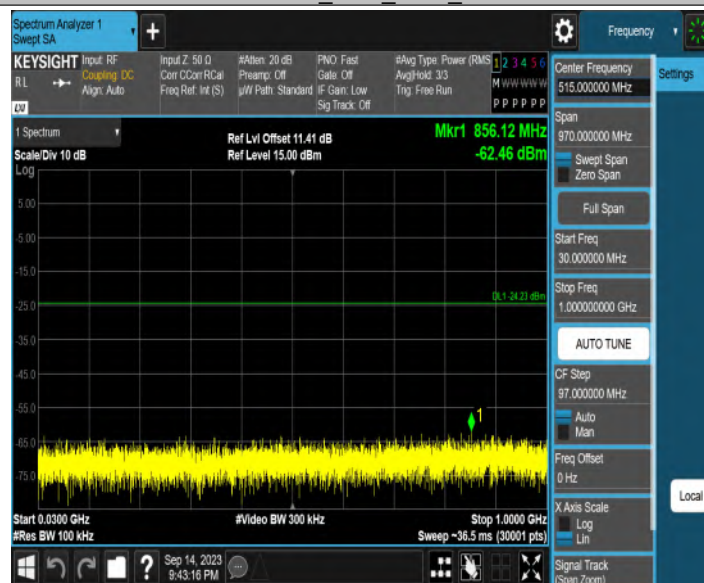 Spectrum Analyzer 1
Swept SA
+
Frequency
KEYSIGHT
RL
LXI
Input: RF
Coupling: DC
Align: Auto
Input Z: 50 Ω
Corr CCorr RCal
Freq Ref: Int (S)
#Atten: 20 dB
Preamp: Off
µW Path: Standard
PNO: Fast
Gate: Off
IF Gain: Low
Sig Track: Off
#Avg Type: Power (RMS
Avg|Hold: 3/3
Trig: Free Run
1 2 3 4 5 6
M W W W W W
P P P P P P
Center Frequency
515.000000 MHz
Settings
Span
970.000000 MHz
Swept Span
Zero Span
Full Span
Start Freq
30.000000 MHz
Stop Freq
1.000000000 GHz
AUTO TUNE
CF Step
97.000000 MHz
Auto
Man
Freq Offset
0 Hz
X Axis Scale
Log
Lin
Signal Track
(Span Zoom)
Local
1 Spectrum
Scale/Div 10 dB
Ref Lvl Offset 11.41 dB
Ref Level 15.00 dBm
Mkr1 856.12 MHz
-62.46 dBm
Log
5.00
-5.00
-15.0
DL1 -24.23 dBm
-25.0
-35.0
-45.0
-55.0
1
-65.0
-75.0
Start 0.0300 GHz
#Res BW 100 kHz
#Video BW 300 kHz
Stop 1.0000 GHz
Sweep ~36.5 ms (30001 pts)
?
Sep 14, 2023
9:43:16 PM